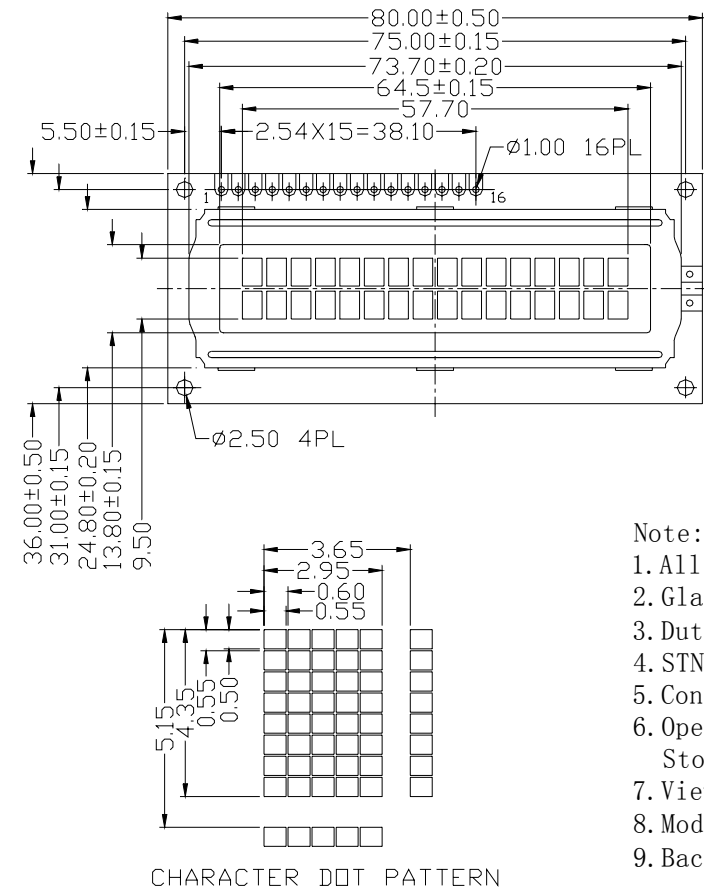 80.00±0.50
75.00±0.15
73.70±0.20
64.5±0.15
57.70
5.50±0.15
2.54X15=38.10
Ø1.00 16PL
1
16
Ø2.50 4PL
36.00±0.50
31.00±0.15
24.80±0.20
13.80±0.15
9.50
3.65
2.95
0.60
0.55
5.15
4.35
0.55
0.50
CHARACTER DOT PATTERN
Note:
1.All
2.Gla
3.Dut
4.STN
5.Con
6.Ope
Sto
7.Vie
8.Mod
9.Bac